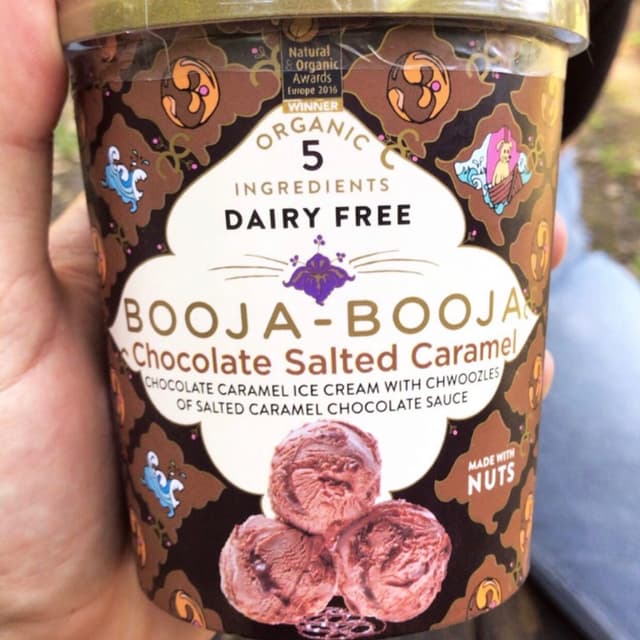 Natural
& Organic
Awards
Europe 2016
WINNER
ORGANIC
5
INGREDIENTS
DAIRY FREE
BOOJA-BOOJA
Chocolate Salted Caramel
CHOCOLATE CARAMEL ICE CREAM WITH CHWOOZLES
OF SALTED CARAMEL CHOCOLATE SAUCE
MADE WITH
NUTS